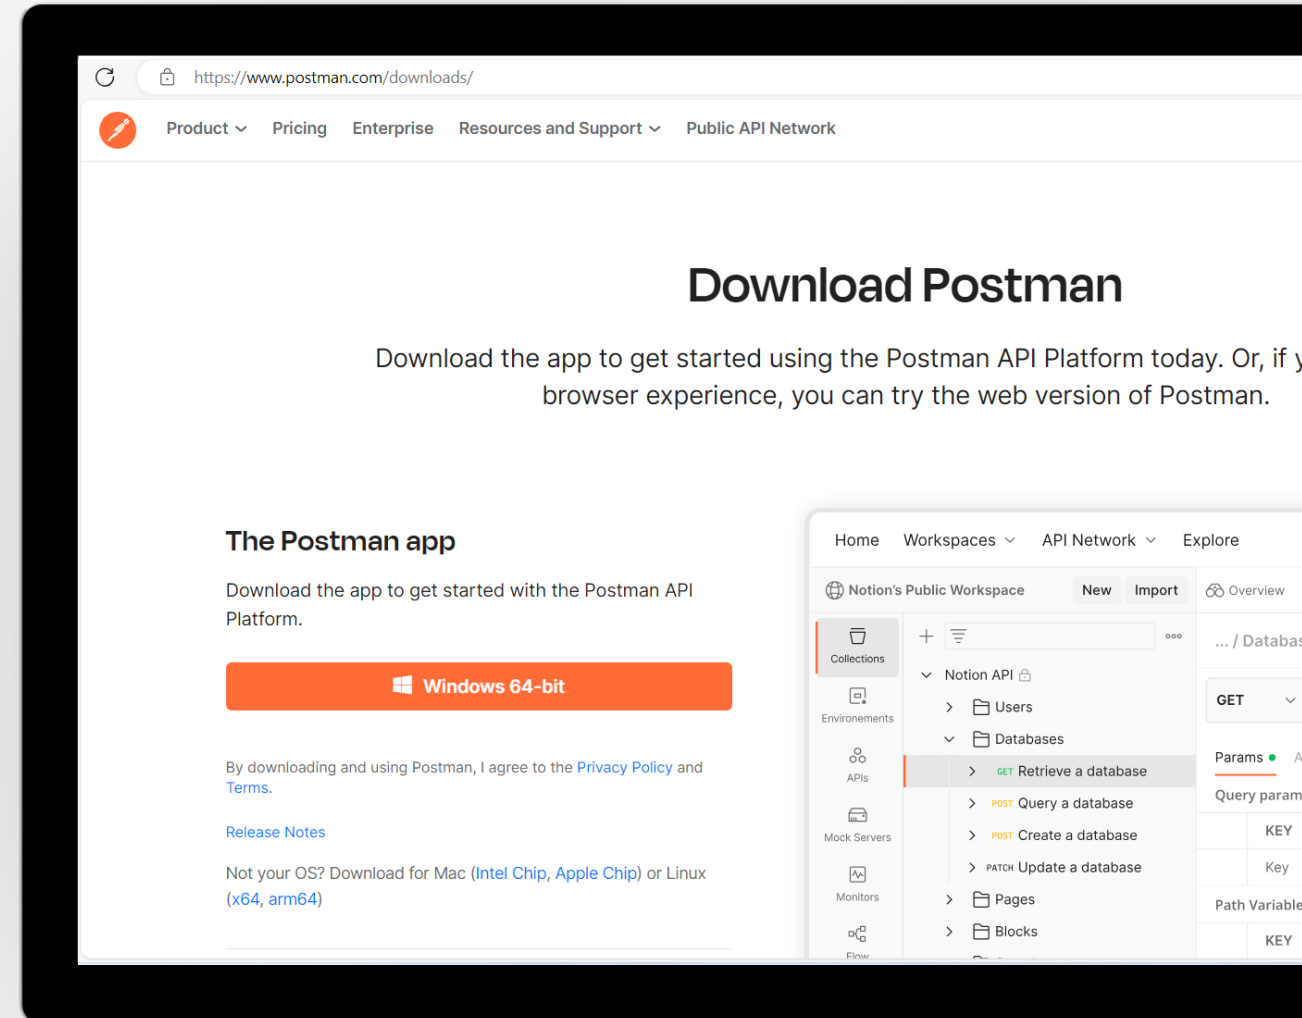 https://www.postman.com/downloads/
Product Pricing Enterprise Resources and Support Public API Network
Download Postman
Download the app to get started using the Postman API Platform today. Or, if
browser experience, you can try the web version of Postman.
The Postman app
Download the app to get started with the Postman API
Platform.
Windows 64-bit
By downloading and using Postman, I agree to the Privacy Policy and
Terms.
Release Notes
Not your OS? Download for Mac (Intel Chip, Apple Chip) or Linux
(x64, arm64)
Home Workspaces API Network Explore
Notion's Public Workspace New Import Overview
Collections
Environements
APIs
Mock Servers
Monitors
Flow
Notion API
Users
Databases
GET Retrieve a database
POST Query a database
POST Create a database
PATCH Update a database
Pages
Blocks
... / Databas
GET
Params A
Query param
KEY
Key
Path Variable
KEY